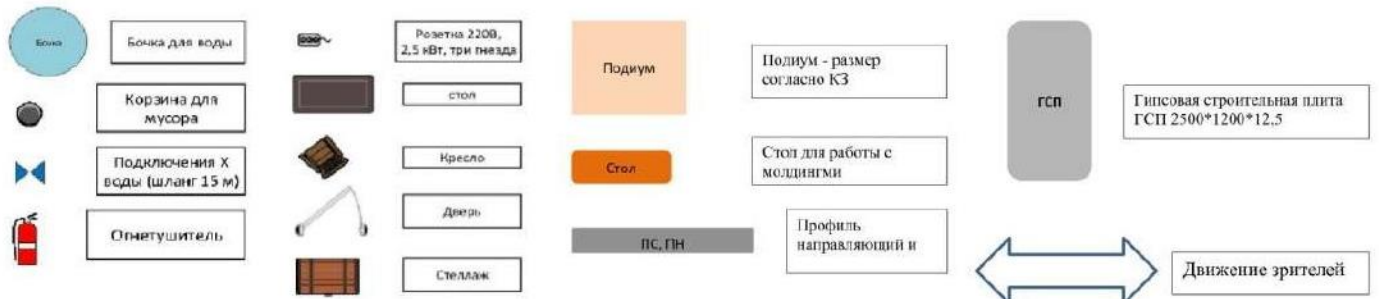 Бочка
Бочка для воды
Корзина для
мусора
Подключения Х
воды (шланг 15 м)
Огнетушитель
Розетка 220В,
2,5 кВт, три гнезда
стол
Кресло
Дверь
Стеллаж
Подиум
Подиум - размер
согласно КЗ
Стол
Стол для работы с
молдингми
ПС, ПН
Профиль
направляющий и
ГСП
Гипсовая строительная плита
ГСП 2500*1200*12,5
Движение зрителей